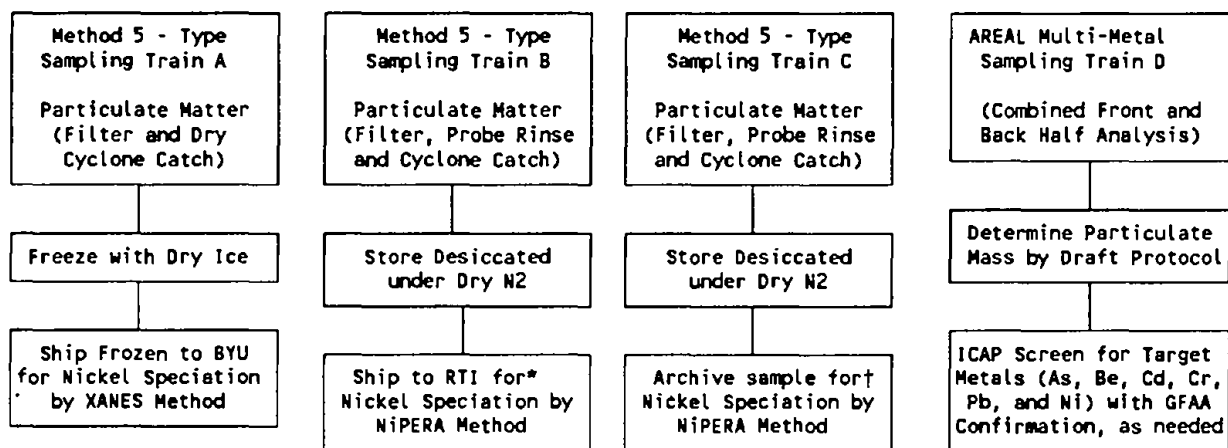 Method 5 - Type
Sampling Train A
Particulate Matter
(Filter and Dry
Cyclone Catch)
Freeze with Dry Ice
Ship Frozen to BYU
for Nickel Speciation
by XANES Method
Method 5 - Type
Sampling Train B
Particulate Matter
(Filter, Probe Rinse
and Cyclone Catch)
Store Desiccated
under Dry N2
Ship to RTI for*
Nickel Speciation by
NiPERA Method
Method 5 - Type
Sampling Train C
Particulate Matter
(Filter, Probe Rinse
and Cyclone Catch)
Store Desiccated
under Dry N2
Archive sample for†
Nickel Speciation by
NiPERA Method
AREAL Multi-Metal
Sampling Train D
(Combined Front and
Back Half Analysis)
Determine Particulate
Mass by Draft Protocol
ICAP Screen for Target
Metals (As, Be, Cd, Cr,
Pb, and Ni) with GFAA
Confirmation, as needed